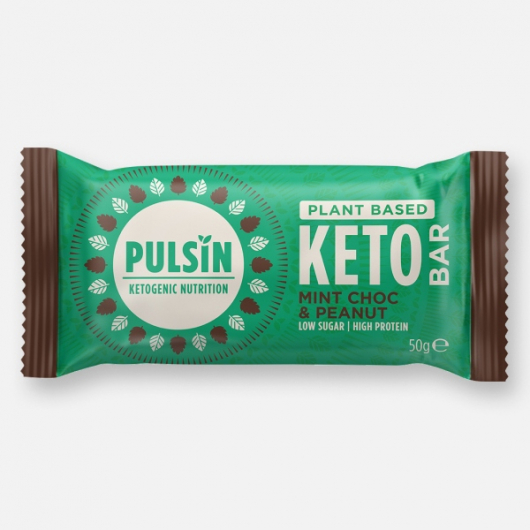 PULSiN
KETOGENIC NUTRITION
PLANT BASED
KETO
BAR
MINT CHOC
& PEANUT
LOW SUGAR | HIGH PROTEIN
50g ℮